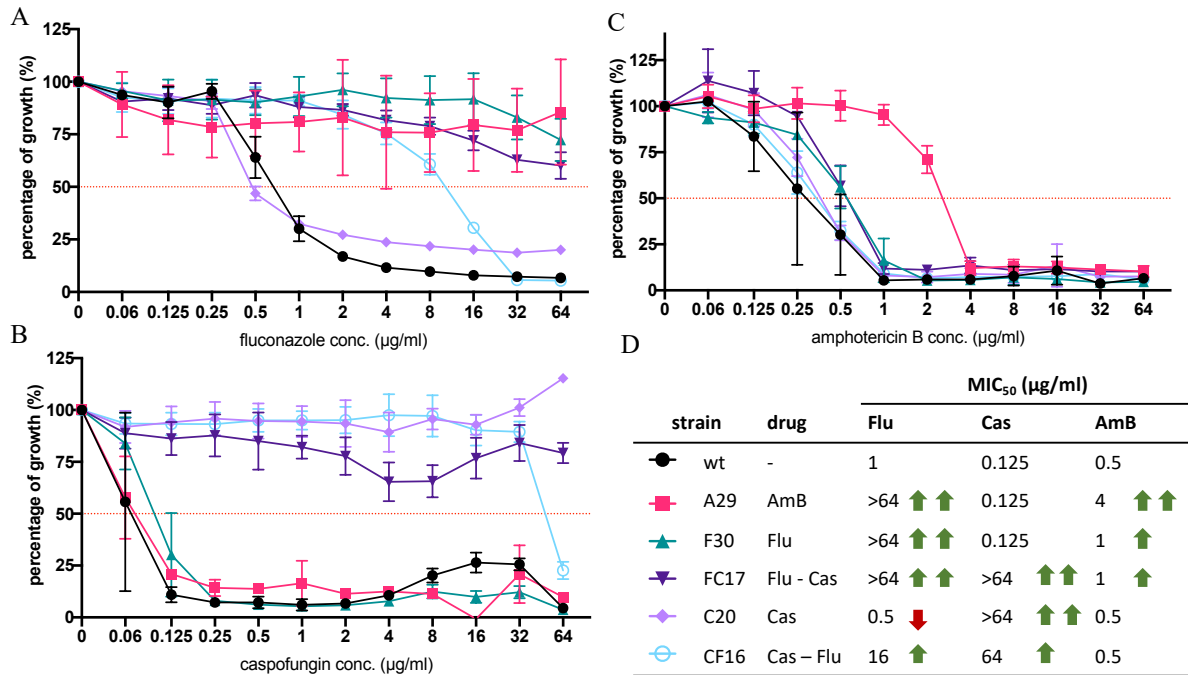 A
125
100
75
50
25
0
percentage of growth (%)
0 0.06 0.125 0.25 0.5 1 2 4 8 16 32 64
fluconazole conc. (µg/ml)
B
125
100
75
50
25
0
percentage of growth (%)
0 0.06 0.125 0.25 0.5 1 2 4 8 16 32 64
caspofungin conc. (µg/ml)
C
125
100
75
50
25
0
percentage of growth (%)
0 0.06 0.125 0.25 0.5 1 2 4 8 16 32 64
amphotericin B conc. (µg/ml)
D
MIC50 (µg/ml)
strain drug Flu Cas AmB
wt - 1 0.125 0.5
A29 AmB >64 0.125 4
F30 Flu >64 0.125 1
FC17 Flu - Cas >64 >64 1
C20 Cas 0.5 >64 0.5
CF16 Cas – Flu 16 64 0.5